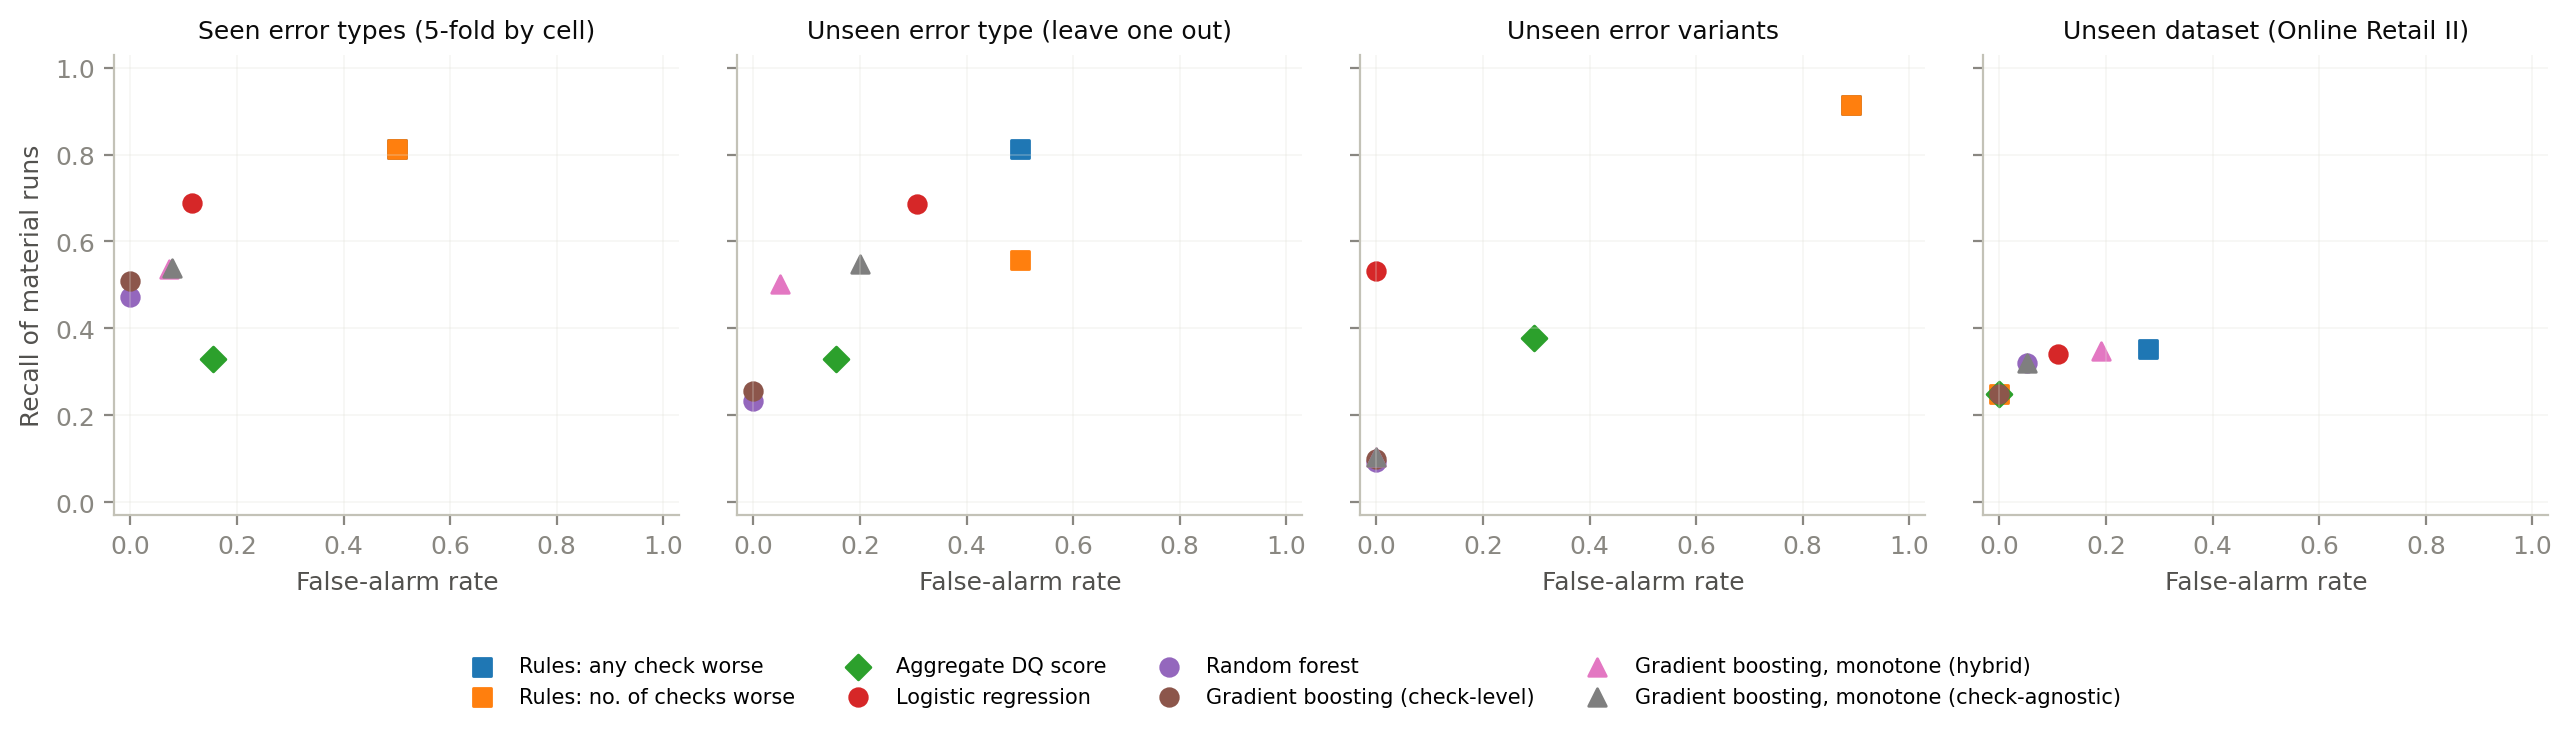 Seen error types (5-fold by cell)
Unseen error type (leave one out)
Unseen error variants
Unseen dataset (Online Retail II)
Recall of material runs
1.0
0.8
0.6
0.4
0.2
0.0
0.0 0.2 0.4 0.6 0.8 1.0
0.0 0.2 0.4 0.6 0.8 1.0
0.0 0.2 0.4 0.6 0.8 1.0
0.0 0.2 0.4 0.6 0.8 1.0
False-alarm rate
False-alarm rate
False-alarm rate
False-alarm rate
Rules: any check worse
Rules: no. of checks worse
Aggregate DQ score
Logistic regression
Random forest
Gradient boosting (check-level)
Gradient boosting, monotone (hybrid)
Gradient boosting, monotone (check-agnostic)